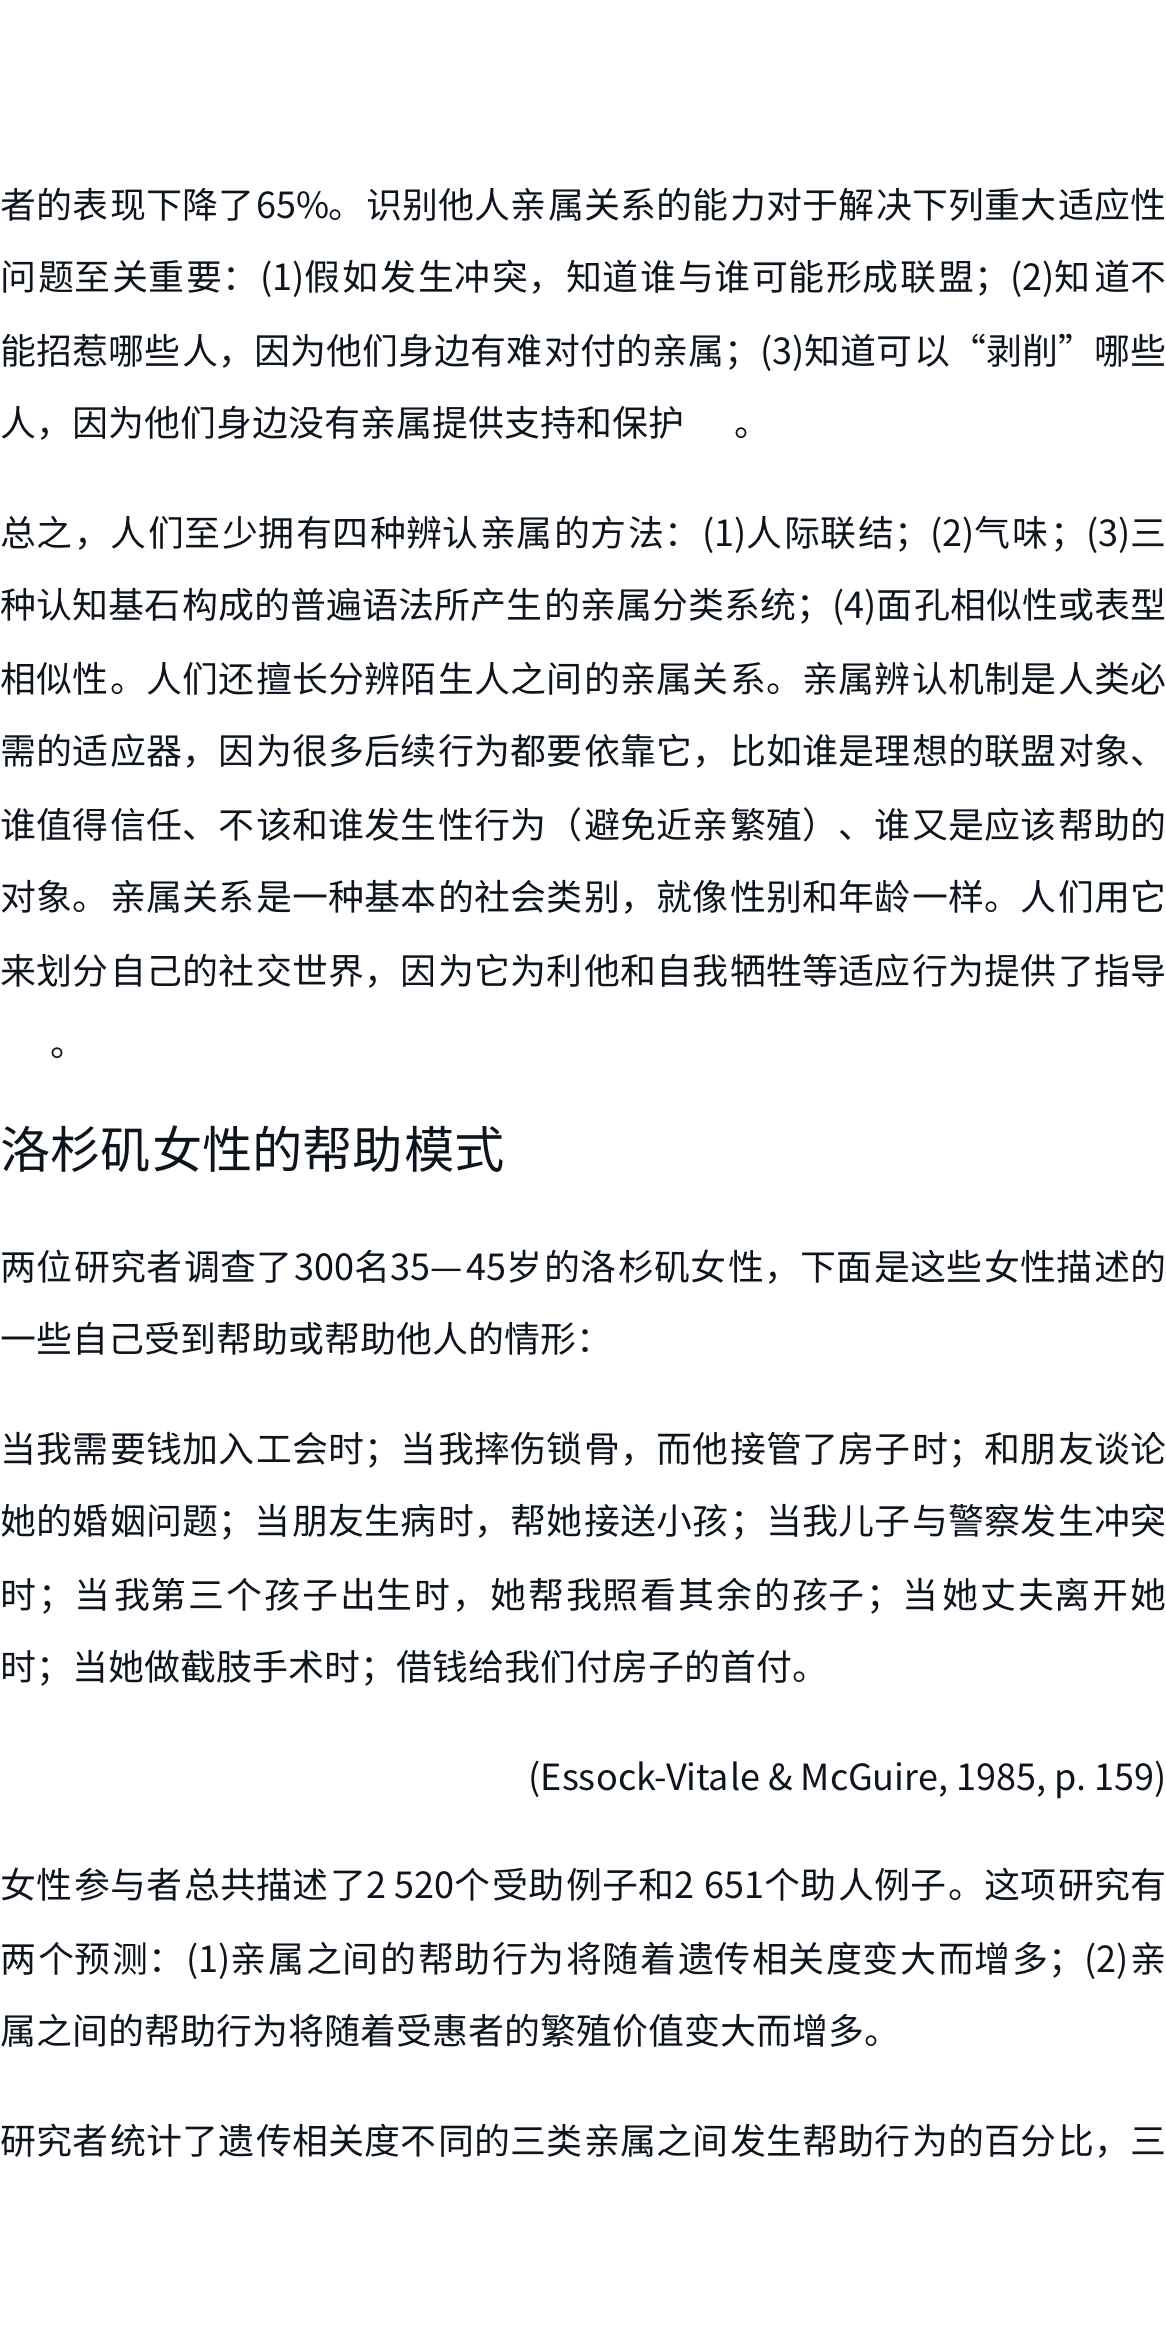 者的表现下降了65%。识别他人亲属关系的能力对于解决下列重大适应性
问题至关重要：(1)假如发生冲突，知道谁与谁可能形成联盟；(2)知道不
能招惹哪些人，因为他们身边有难对付的亲属；(3)知道可以“剥削”哪些
人，因为他们身边没有亲属提供支持和保护 。
总之，人们至少拥有四种辨认亲属的方法：(1)人际联结；(2)气味；(3)三
种认知基石构成的普遍语法所产生的亲属分类系统；(4)面孔相似性或表型
相似性。人们还擅长分辨陌生人之间的亲属关系。亲属辨认机制是人类必
需的适应器，因为很多后续行为都要依靠它，比如谁是理想的联盟对象、
谁值得信任、不该和谁发生性行为（避免近亲繁殖）、谁又是应该帮助的
对象。亲属关系是一种基本的社会类别，就像性别和年龄一样。人们用它
来划分自己的社交世界，因为它为利他和自我牺牲等适应行为提供了指导
。
洛杉矶女性的帮助模式
两位研究者调查了300名35—45岁的洛杉矶女性，下面是这些女性描述的
一些自己受到帮助或帮助他人的情形：
当我需要钱加入工会时；当我摔伤锁骨，而他接管了房子时；和朋友谈论
她的婚姻问题；当朋友生病时，帮她接送小孩；当我儿子与警察发生冲突
时；当我第三个孩子出生时，她帮我照看其余的孩子；当她丈夫离开她
时；当她做截肢手术时；借钱给我们付房子的首付。
(Essock-Vitale & McGuire, 1985, p. 159)
女性参与者总共描述了2 520个受助例子和2 651个助人例子。这项研究有
两个预测：(1)亲属之间的帮助行为将随着遗传相关度变大而增多；(2)亲
属之间的帮助行为将随着受惠者的繁殖价值变大而增多。
研究者统计了遗传相关度不同的三类亲属之间发生帮助行为的百分比，三